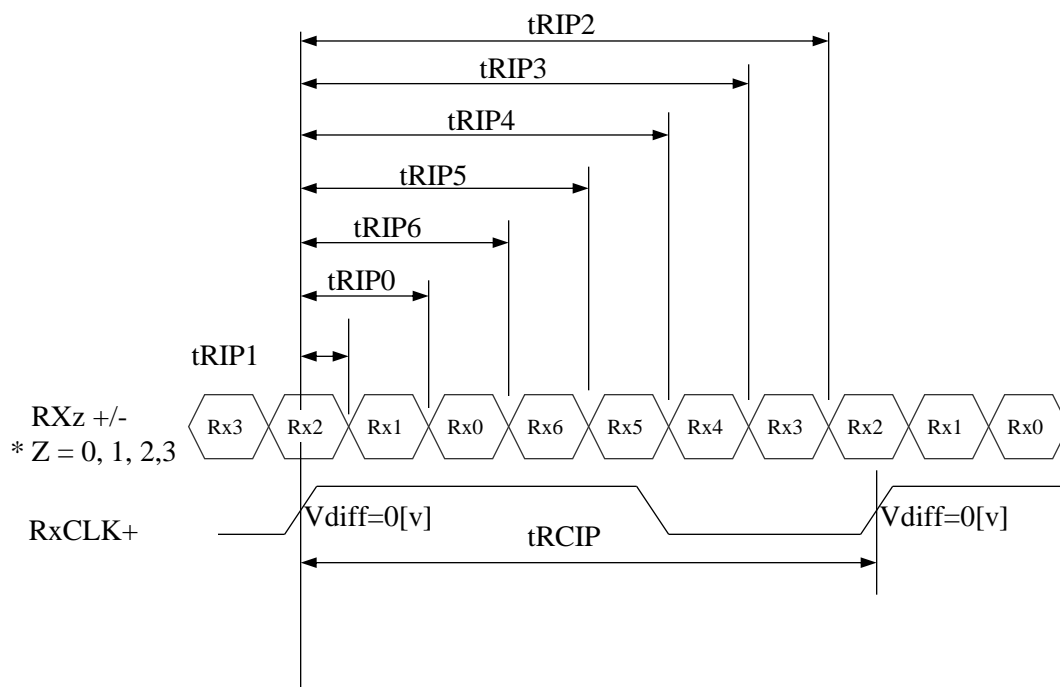 tRIP2
tRIP3
tRIP4
tRIP5
tRIP6
tRIP0
tRIP1
RXz +/-
* Z = 0, 1, 2,3
Rx3 Rx2 Rx1 Rx0 Rx6 Rx5 Rx4 Rx3 Rx2 Rx1 Rx0
RxCLK+
Vdiff=0[v] Vdiff=0[v]
tRCIP